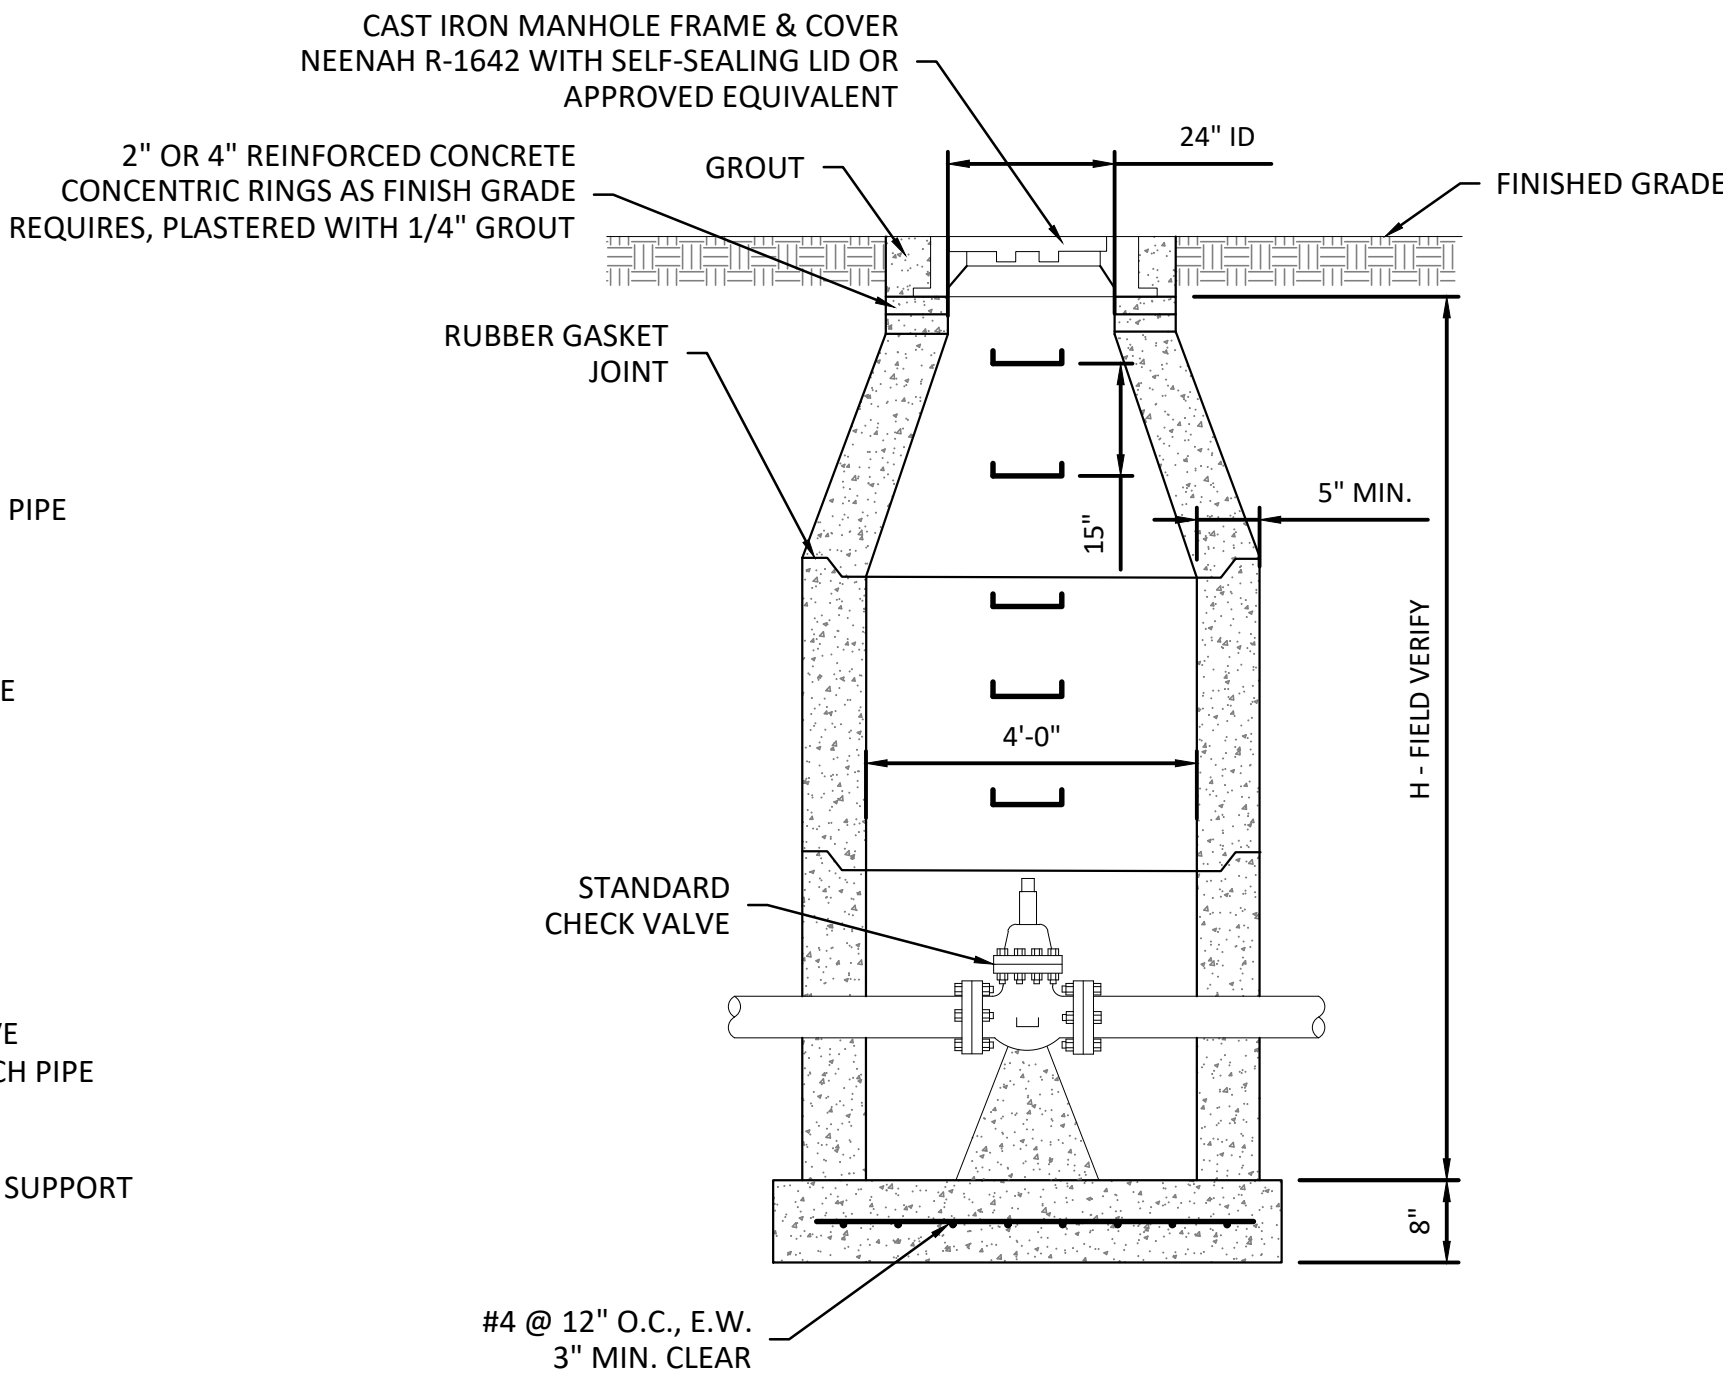 CAST IRON MANHOLE FRAME & COVER
NEENAH R-1642 WITH SELF-SEALING LID OR
APPROVED EQUIVALENT
24" ID
2" OR 4" REINFORCED CONCRETE
CONCENTRIC RINGS AS FINISH GRADE
REQUIRES, PLASTERED WITH 1/4" GROUT
GROUT
FINISHED GRADE
RUBBER GASKET
JOINT
PIPE
5" MIN.
15"
H - FIELD VERIFY
E
4'-0"
STANDARD
CHECK VALVE
VE
CH PIPE
SUPPORT
8"
#4 @ 12" O.C., E.W.
3" MIN. CLEAR